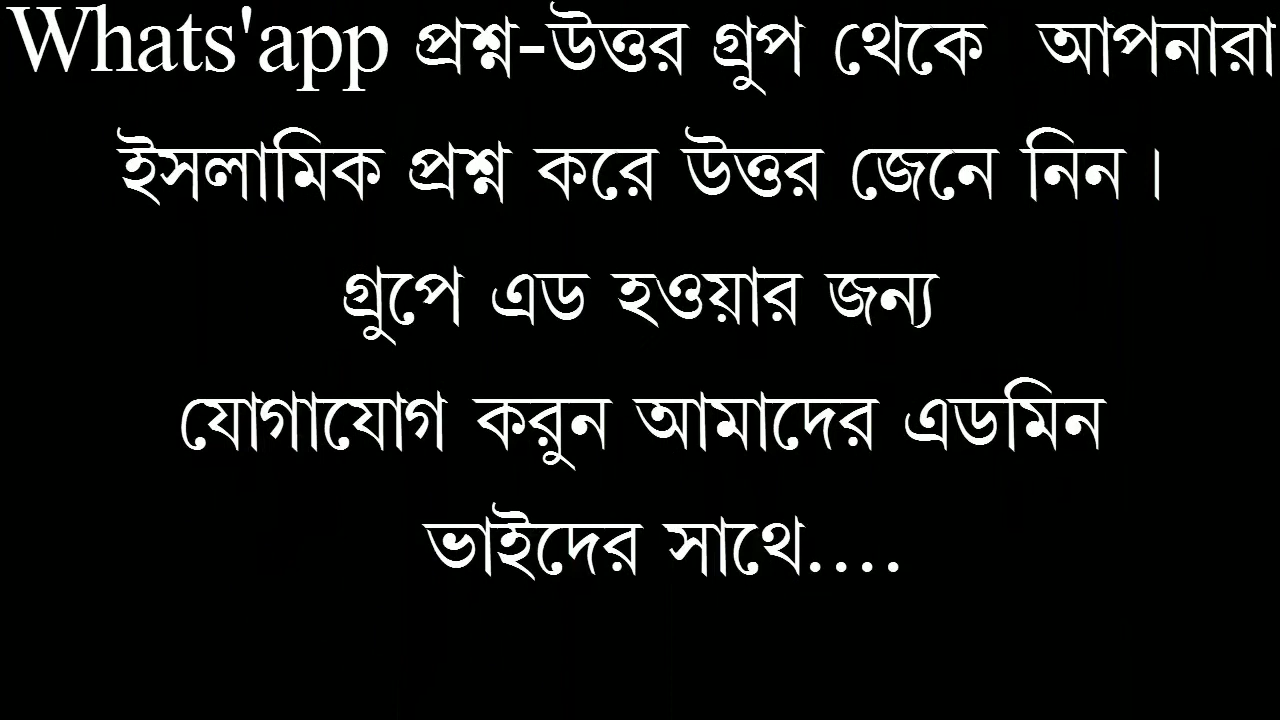 Whats'app প্রশ্ন-উত্তর গ্রুপ থেকে আপনারা
ইসলামিক প্রশ্ন করে উত্তর জেনে নিন।
গ্রুপে এড হওয়ার জন্য
যোগাযোগ করুন আমাদের এডমিন
ভাইদের সাথে....